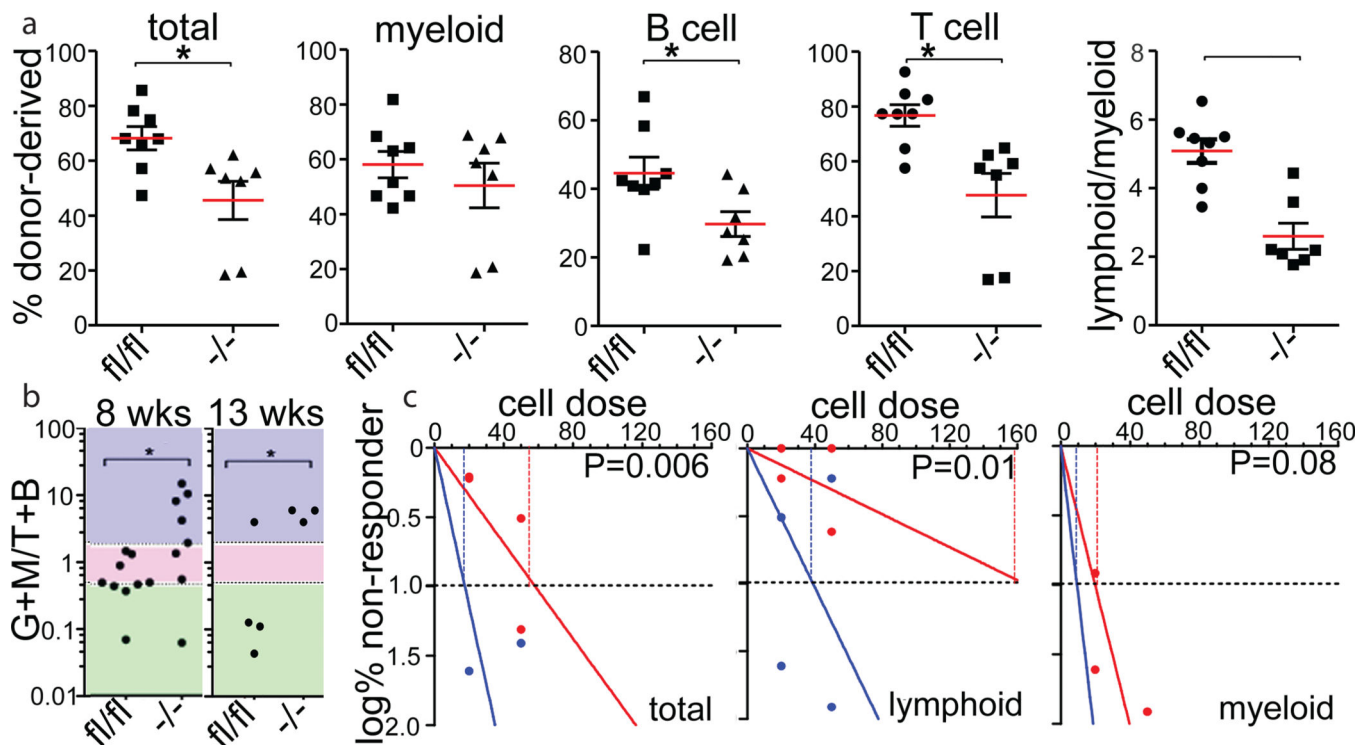 a
total
myeloid
B cell
T cell
% donor-derived
100
80
60
40
20
0
*
fl/fl
-/-
100
80
60
40
20
0
fl/fl
-/-
80
60
40
20
0
*
fl/fl
-/-
100
80
60
40
20
0
*
fl/fl
-/-
lymphoid/myeloid
8
6
4
2
0
fl/fl
-/-
b
8 wks
13 wks
G+M/T+B
100
10
1
0.1
0.01
*
*
fl/fl
-/-
fl/fl
-/-
c
cell dose
log% non-responder
0
40
80
120
160
0
0.5
1.0
1.5
2.0
P=0.006
total
cell dose
0
40
80
120
160
P=0.01
lymphoid
cell dose
0
40
80
120
160
P=0.08
myeloid